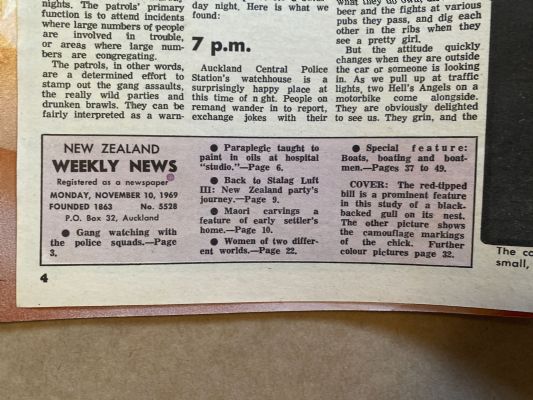 nights. The patrols' primary
function is to attend incidents
where large numbers of people
are involved in trouble,
or areas where large num-
bers are congregating.
The patrols, in other words,
are a determined effort to
stamp out the gang assaults,
the really wild parties and
drunken brawls. They can be
fairly interpreted as a warn-
day night. Here is what we
found:
7 p.m.
Auckland Central Police
Station's watchhouse is a
surprisingly happy place at
this time of n ght. People on
remand wander in to report,
exchange jokes with their
beer and the fights at various
pubs they pass, and dig each
other in the ribs when they
see a pretty girl.
But the attitude quickly
changes when they are outside
the car or someone is looking
in. As we pull up at traffic
lights, two Hell's Angels on a
motorbike come alongside.
They are obviously delighted
to see us. They grin, and the
NEW ZEALAND
WEEKLY NEWS
Registered as a newspaper
MONDAY, NOVEMBER 10, 1969
FOUNDED 1863 No. 5528
P.O. Box 32, Auckland
● Gang watching with
the police squads.—Page
3.
● Paraplegic taught to
paint in oils at hospital
"studio."—Page 6.
● Back to Stalag Luft
III: New Zealand party's
journey.—Page 9.
● Maori carvings a
feature of early settler's
home.—Page 10.
● Women of two differ-
ent worlds.—Page 22.
● Special feature:
Boats, boating and boat-
men.—Pages 37 to 49.
COVER: The red-tipped
bill is a prominent feature
in this study of a black-
backed gull on its nest.
The other picture shows
the camouflage markings
of the chick. Further
colour pictures page 32.
The
small,
4